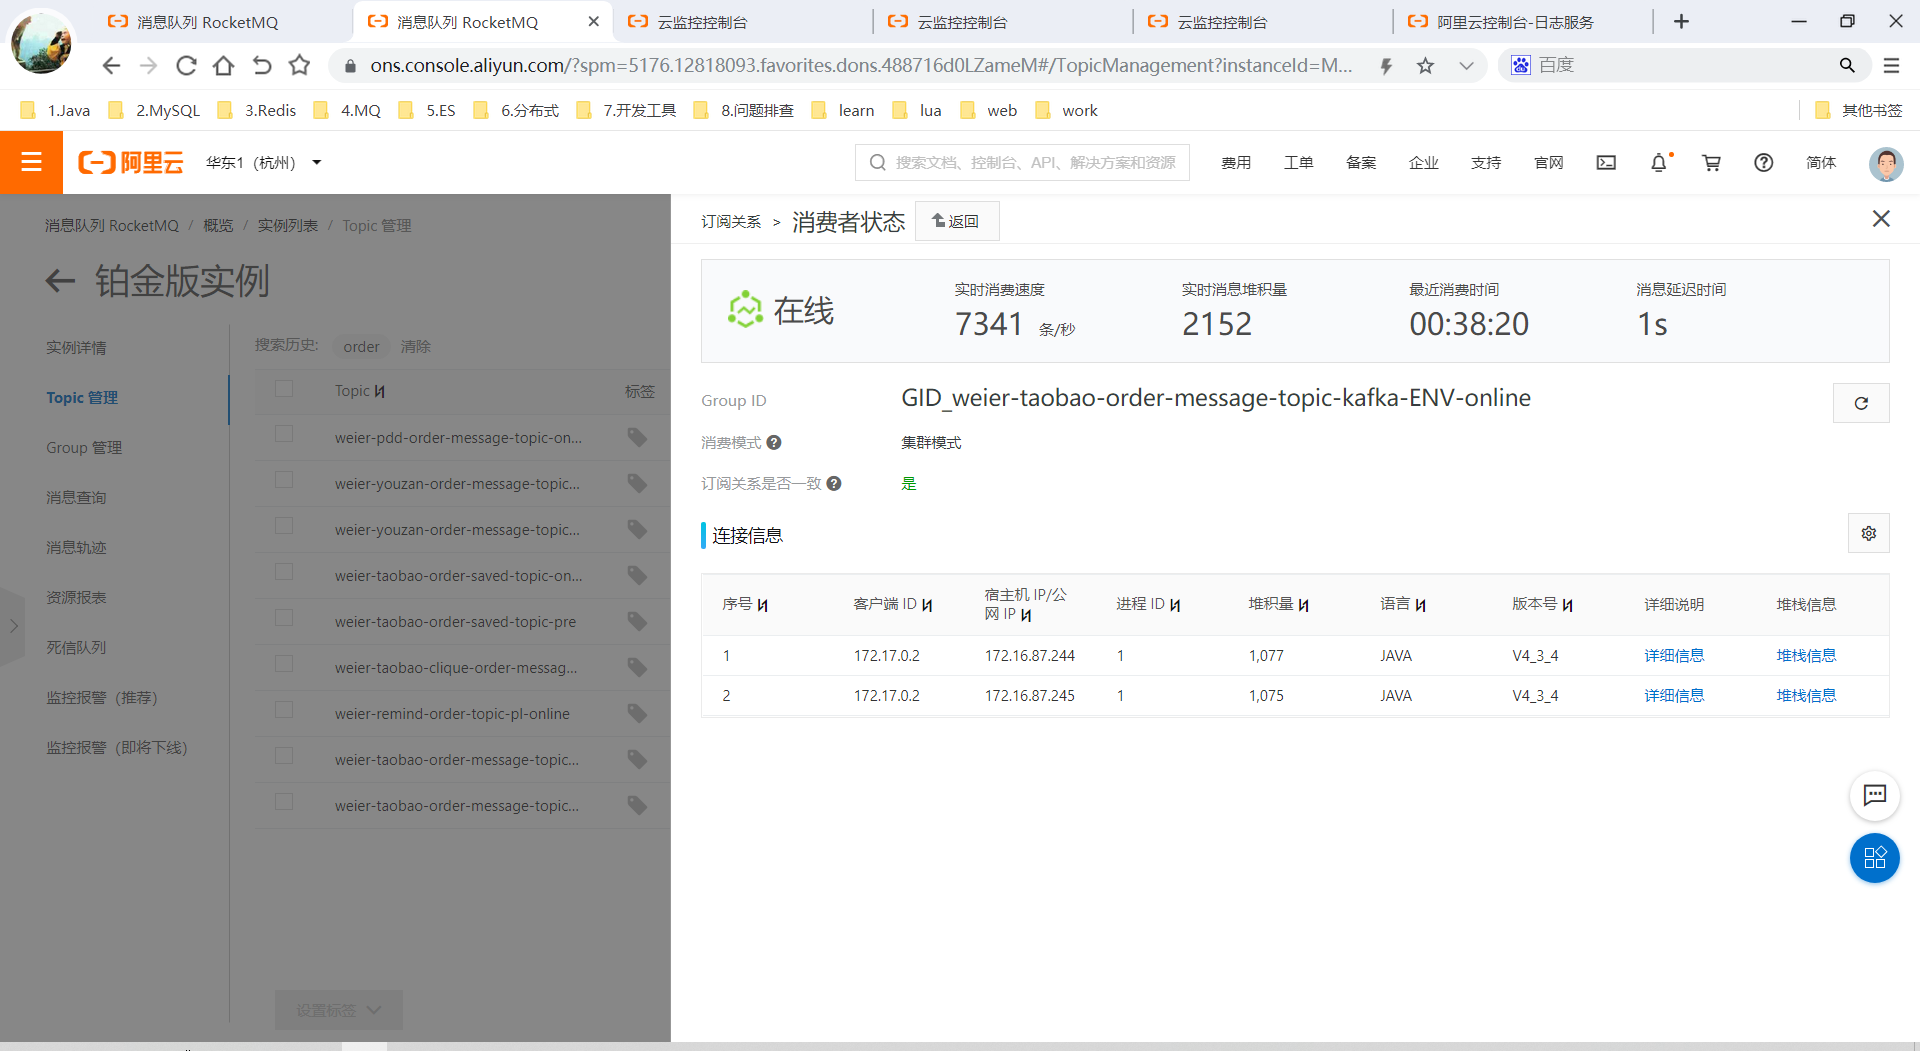 消息队列 RocketMQ
消息队列 RocketMQ
云监控控制台
云监控控制台
云监控控制台
阿里云控制台-日志服务
ons.console.aliyun.com/?spm=5176.12818093.favorites.dons.488716d0LZameM#/TopicManagement?instanceId=M...
百度
1.Java
2.MySQL
3.Redis
4.MQ
5.ES
6.分布式
7.开发工具
8.问题排查
learn
lua
web
work
其他书签
阿里云
华东1（杭州）
搜索文档、控制台、API、解决方案和资源
费用
工单
备案
企业
支持
官网
简体
消息队列 RocketMQ / 概览 / 实例列表 / Topic 管理
铂金版实例
实例详情
Topic 管理
Group 管理
消息查询
消息轨迹
资源报表
死信队列
监控报警（推荐）
监控报警（即将下线）
搜索历史: order 清除
Topic 标签
weier-pdd-order-message-topic-on...
weier-youzan-order-message-topic...
weier-youzan-order-message-topic...
weier-taobao-order-saved-topic-on...
weier-taobao-order-saved-topic-pre
weier-taobao-clique-order-messag...
weier-remind-order-topic-pl-online
weier-taobao-order-message-topic...
weier-taobao-order-message-topic...
设置标签
订阅关系 > 消费者状态 返回
在线
实时消费速度
7341 条/秒
实时消息堆积量
2152
最近消费时间
00:38:20
消息延迟时间
1s
Group ID GID_weier-taobao-order-message-topic-kafka-ENV-online
消费模式 集群模式
订阅关系是否一致 是
连接信息
序号 客户端 ID 宿主机 IP/公网 IP 进程 ID 堆积量 语言 版本号 详细说明 堆栈信息
1 172.17.0.2 172.16.87.244 1 1,077 JAVA V4_3_4 详细信息 堆栈信息
2 172.17.0.2 172.16.87.245 1 1,075 JAVA V4_3_4 详细信息 堆栈信息